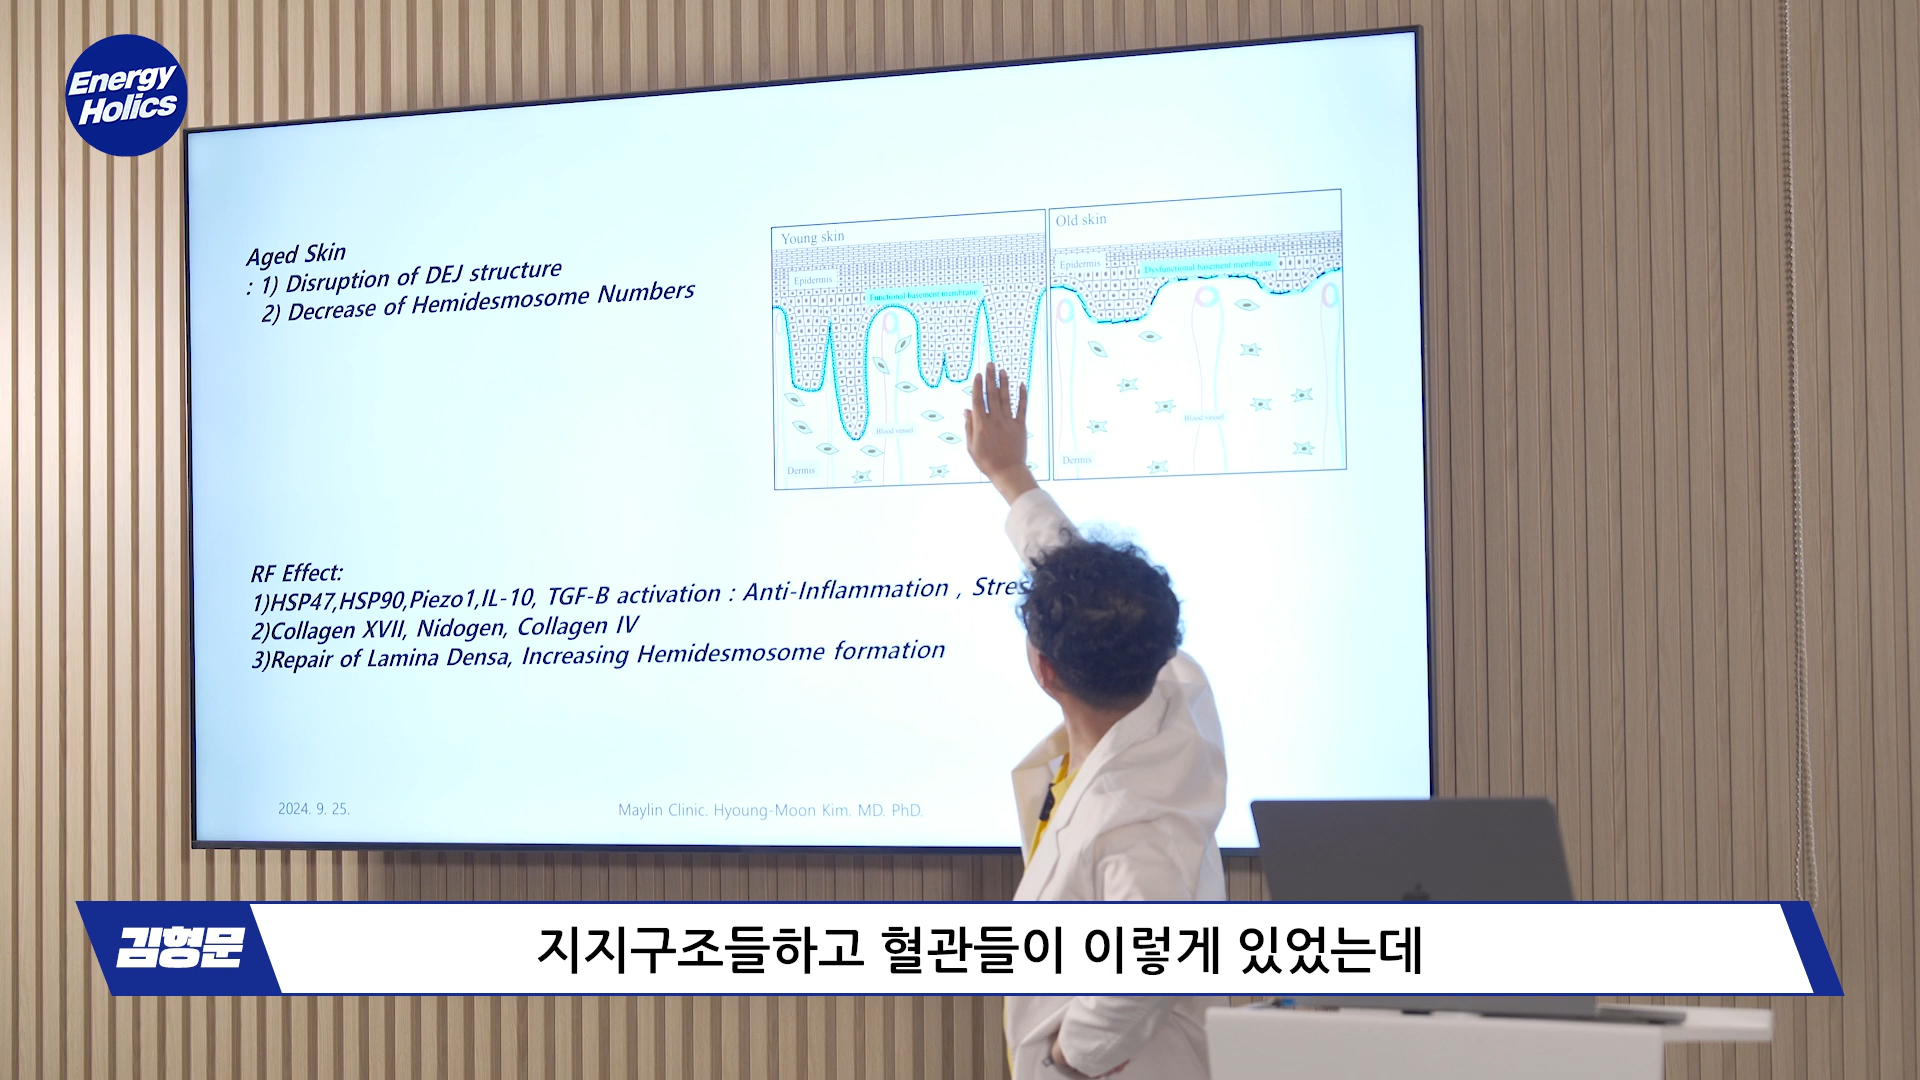 Energy
Holics
Aged Skin
: 1) Disruption of DEJ structure
2) Decrease of Hemidesmosome Numbers
Young skin
Epidermis
Functional basement membrane
Blood vessel
Dermis
Old skin
Epidermis
Dysfunctional basement membrane
Blood vessel
Dermis
RF Effect:
1)HSP47,HSP90,Piezo1,IL-10, TGF-B activation : Anti-Inflammation ,
2)Collagen XVII, Nidogen, Collagen IV
3)Repair of Lamina Densa, Increasing Hemidesmosome formation
2024. 9. 25.
Maylin Clinic. Hyoung-Moon Kim. MD. PhD.
김형문
지지구조들하고 혈관들이 이렇게 있었는데